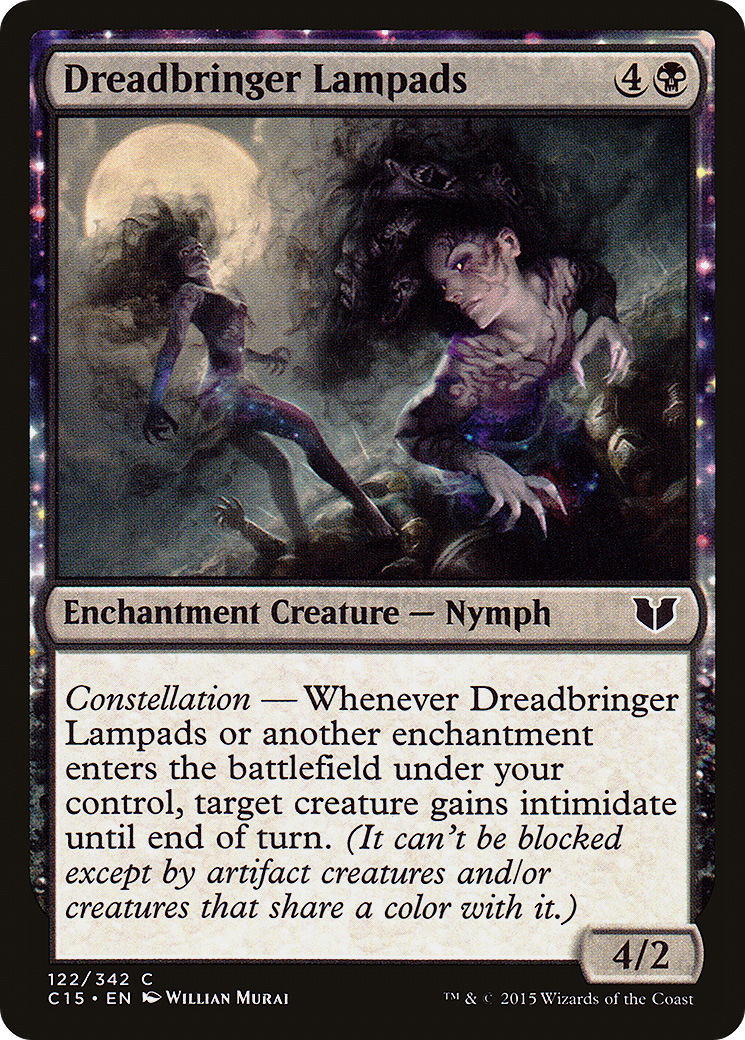 Dreadbringer Lampads 4
Enchantment Creature — Nymph
Constellation — Whenever Dreadbringer
Lampads or another enchantment
enters the battlefield under your
control, target creature gains intimidate
until end of turn. (It can't be blocked
except by artifact creatures and/or
creatures that share a color with it.)
4/2
122/342 C
C15 • EN Willian Murai
™ & © 2015 Wizards of the Coast